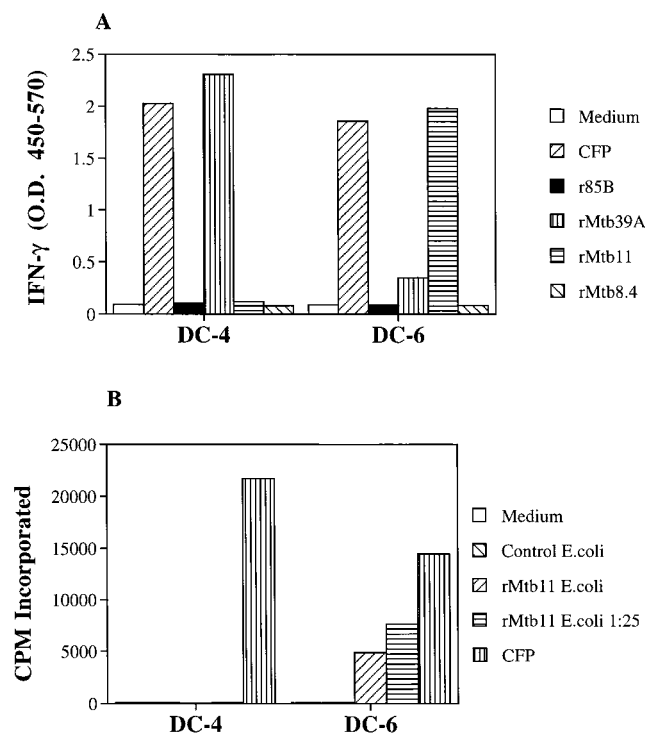 A
IFN-γ (O.D. 450-570)
2.5
2
1.5
1
0.5
0
DC-4
DC-6
Medium
CFP
r85B
rMtb39A
rMtb11
rMtb8.4
B
CPM Incorporated
25000
20000
15000
10000
5000
0
DC-4
DC-6
Medium
Control E.coli
rMtb11 E.coli
rMtb11 E.coli 1:25
CFP